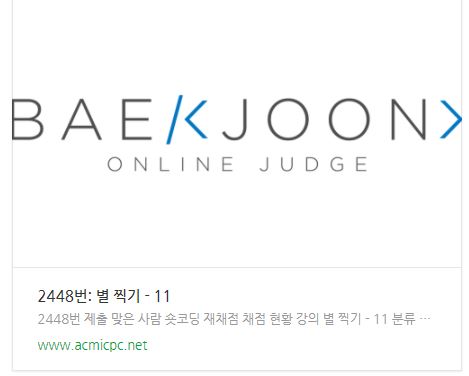 BAEKJOON
ONLINE JUDGE
2448번: 별 찍기 - 11
2448번 제출 맞은 사람 숏코딩 재채점 채점 현황 강의 별 찍기 - 11 분류 …
www.acmicpc.net